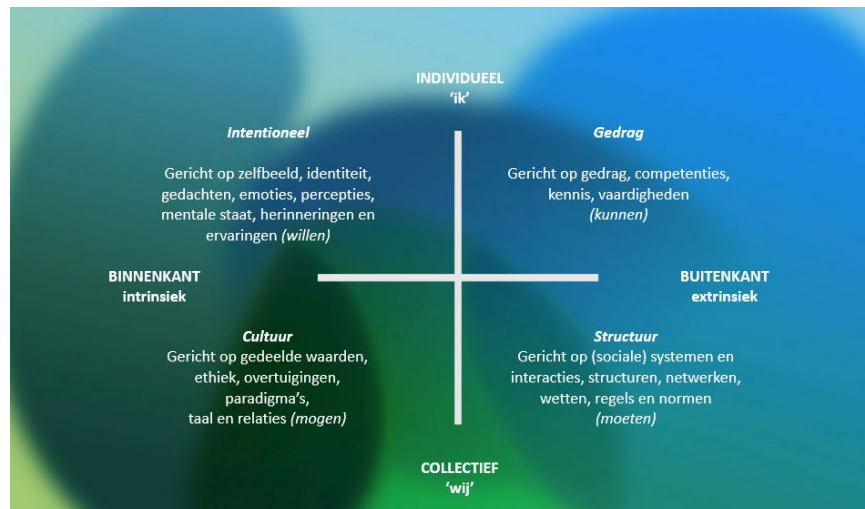 INDIVIDUEEL
‘ik’
Intentioneel
Gericht op zelfbeeld, identiteit,
gedachten, emoties, percepties,
mentale staat, herinneringen en
ervaringen (willen)
Gedrag
Gericht op gedrag, competenties,
kennis, vaardigheden
(kunnen)
BINNENKANT
intrinsiek
BUITENKANT
extrinsiek
Cultuur
Gericht op gedeelde waarden,
ethiek, overtuigingen,
paradigma’s,
taal en relaties (mogen)
Structuur
Gericht op (sociale) systemen en
interacties, structuren, netwerken,
wetten, regels en normen
(moeten)
COLLECTIEF
‘wij’